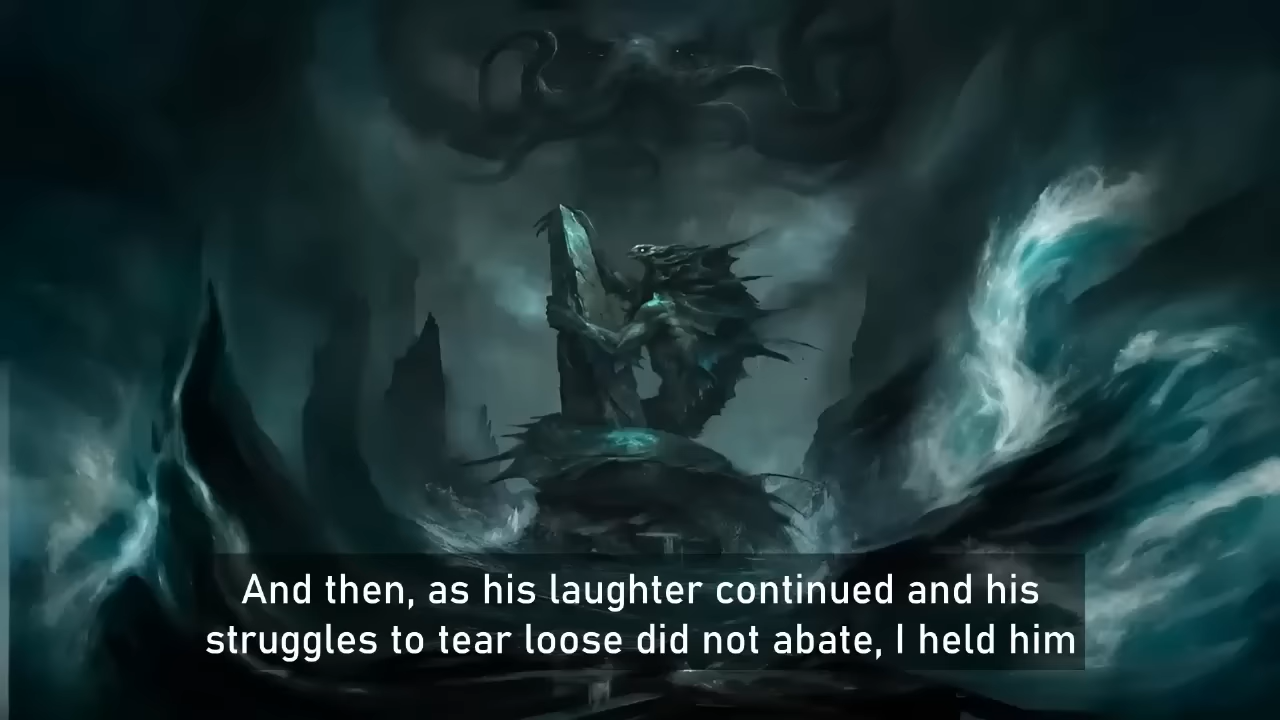 And then, as his laughter continued and his
struggles to tear loose did not abate, I held him